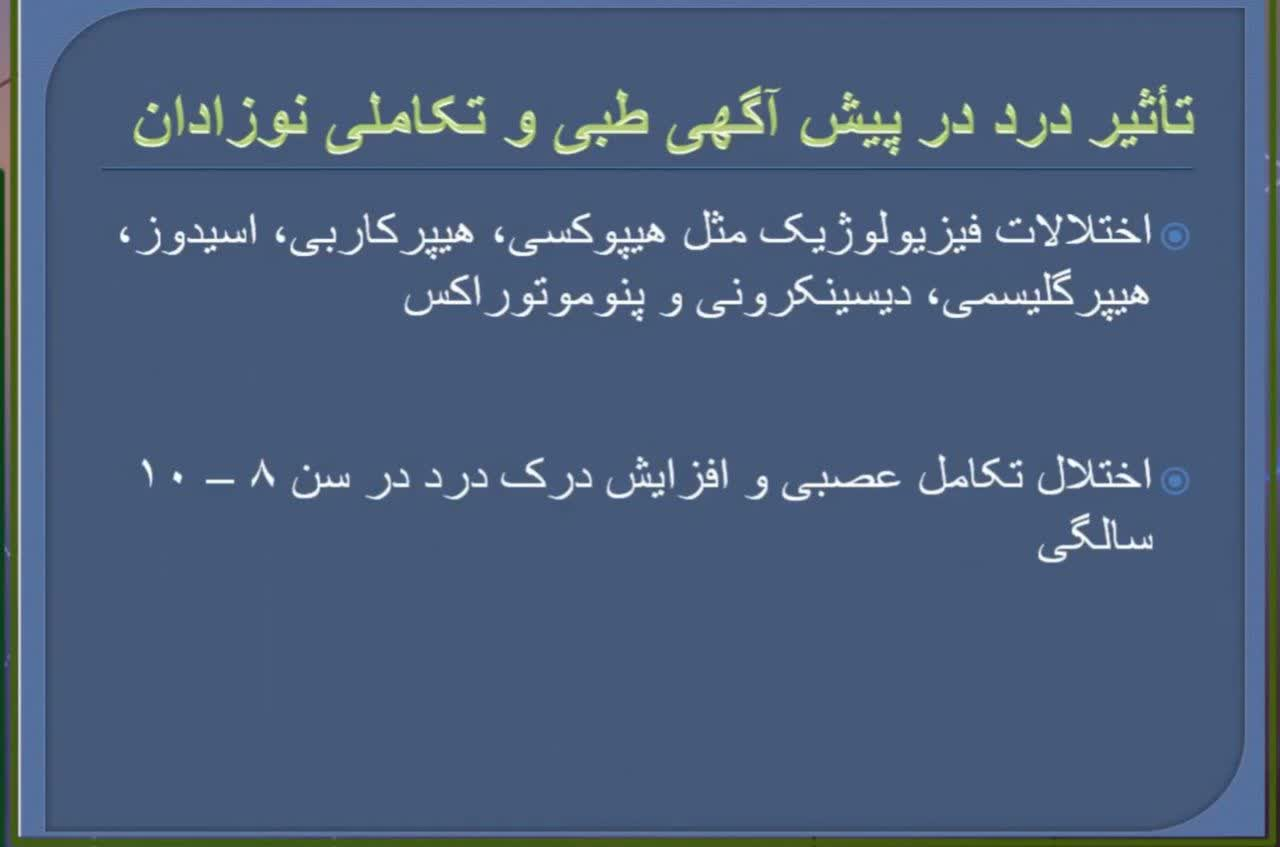 تأثیر درد در پیش آگهی طبی و تکاملی نوزادان
اختلالات فیزیولوژیک مثل هیپوکسی، هیپرکاربی، اسیدوز،
هیپرگلیسمی، دیسینکرونی و پنوموتوراکس
اختلال تکامل عصبی و افزایش درک درد در سن ۸ – ۱۰
سالگی